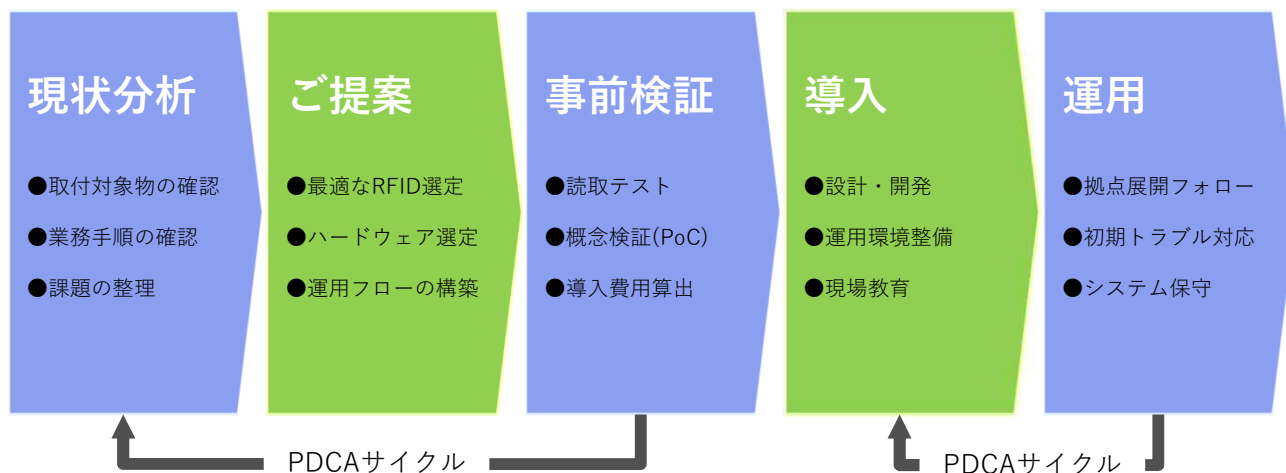 現状分析
●取付対象物の確認
●業務手順の確認
●課題の整理
ご提案
●最適なRFID選定
●ハードウェア選定
●運用フローの構築
事前検証
●読取テスト
●概念検証(PoC)
●導入費用算出
導入
●設計・開発
●運用環境整備
●現場教育
運用
●拠点展開フォロー
●初期トラブル対応
●システム保守
PDCAサイクル
PDCAサイクル